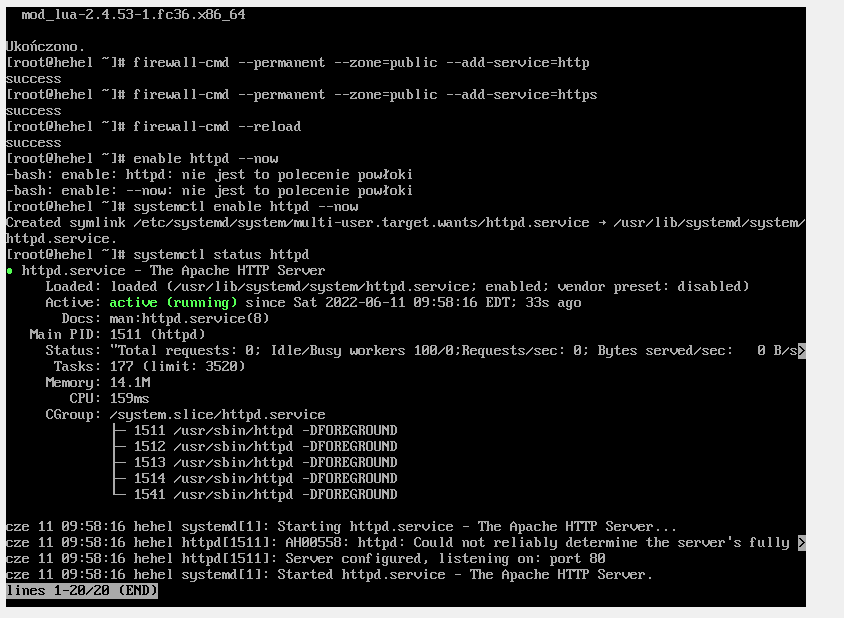 mod_lua-2.4.53-1.fc36.x86_64
Ukończono.
[root@hehel ~]# firewall-cmd --permanent --zone=public --add-service=http
success
[root@hehel ~]# firewall-cmd --permanent --zone=public --add-service=https
success
[root@hehel ~]# firewall-cmd --reload
success
[root@hehel ~]# enable httpd --now
-bash: enable: httpd: nie jest to polecenie powłoki
-bash: enable: --now: nie jest to polecenie powłoki
[root@hehel ~]# systemctl enable httpd --now
Created symlink /etc/systemd/system/multi-user.target.wants/httpd.service → /usr/lib/systemd/system/
httpd.service.
[root@hehel ~]# systemctl status httpd
● httpd.service - The Apache HTTP Server
Loaded: loaded (/usr/lib/systemd/system/httpd.service; enabled; vendor preset: disabled)
Active: active (running) since Sat 2022-06-11 09:58:16 EDT; 33s ago
Docs: man:httpd.service(8)
Main PID: 1511 (httpd)
Status: "Total requests: 0; Idle/Busy workers 100/0;Requests/sec: 0; Bytes served/sec:   0 B/s>
Tasks: 177 (limit: 3520)
Memory: 14.1M
CPU: 159ms
CGroup: /system.slice/httpd.service
├─ 1511 /usr/sbin/httpd -DFOREGROUND
├─ 1512 /usr/sbin/httpd -DFOREGROUND
├─ 1513 /usr/sbin/httpd -DFOREGROUND
├─ 1514 /usr/sbin/httpd -DFOREGROUND
└─ 1541 /usr/sbin/httpd -DFOREGROUND
cze 11 09:58:16 hehel systemd[1]: Starting httpd.service - The Apache HTTP Server...
cze 11 09:58:16 hehel httpd[1511]: AH00558: httpd: Could not reliably determine the server's fully >
cze 11 09:58:16 hehel httpd[1511]: Server configured, listening on: port 80
cze 11 09:58:16 hehel systemd[1]: Started httpd.service - The Apache HTTP Server.
lines 1-20/20 (END)